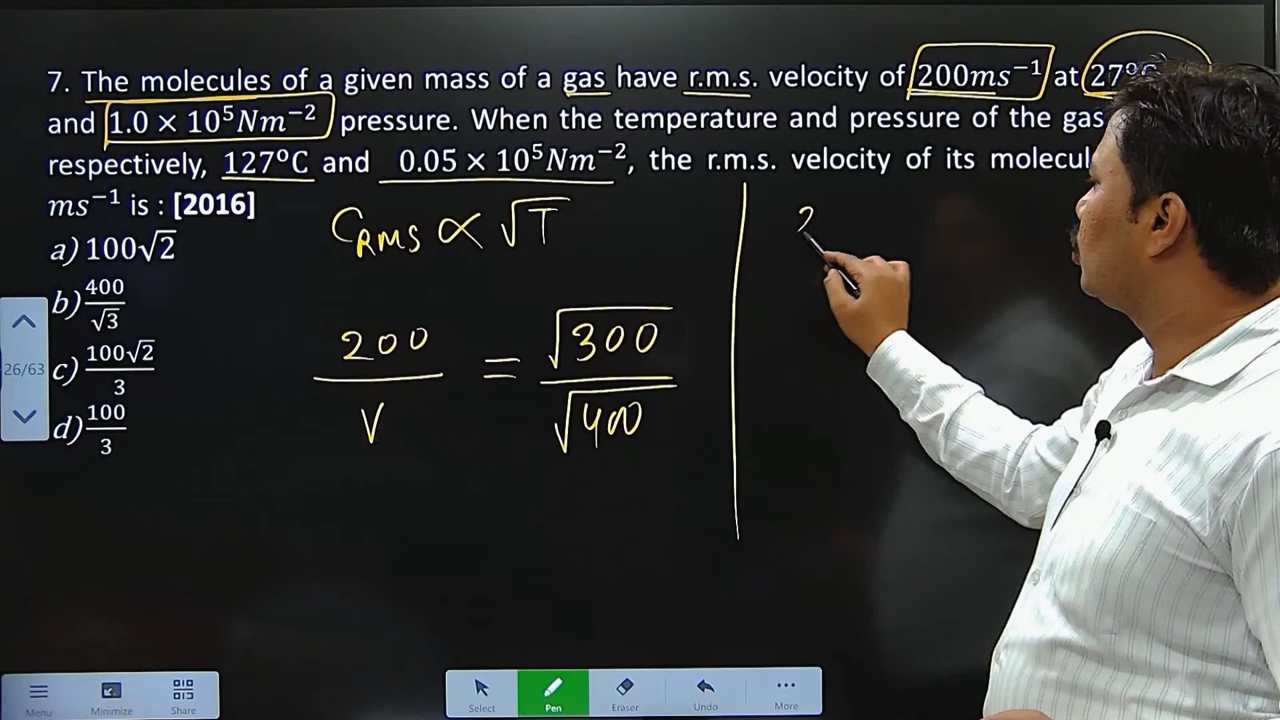 7. The molecules of a given mass of a gas have r.m.s. velocity of 200ms⁻¹ at 27°C
and 1.0 × 10⁵Nm⁻² pressure. When the temperature and pressure of the gas
respectively, 127°C and 0.05 × 10⁵Nm⁻², the r.m.s. velocity of its
ms⁻¹ is : [2016]
a) 100√2
b) 400/√3
c) 100√2/3
d) 100/3
C_RMS ∝ √T
200/V = √300/√400
2
26/63
Menu Minimize Share
Select Pen Eraser Undo More